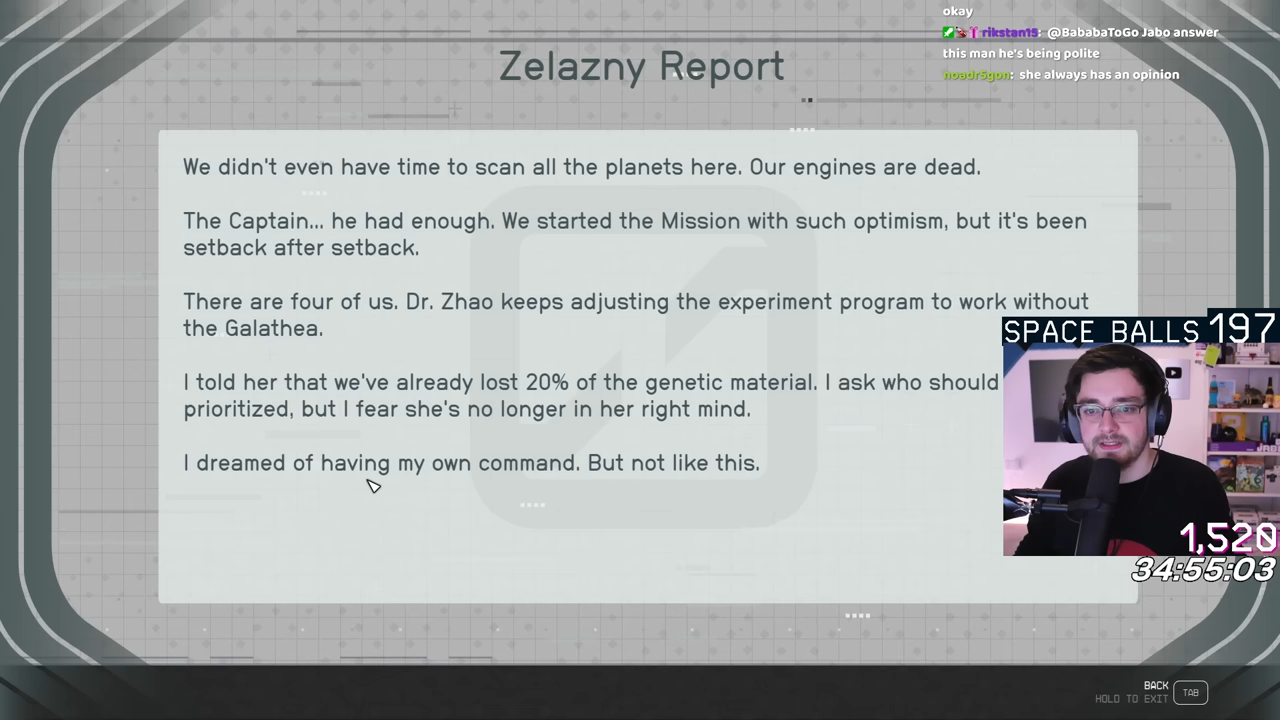 okay
rikstan15: @BababaToGo Jabo answer
this man he's being polite
noadr5gon: she always has an opinion
Zelazny Report
We didn't even have time to scan all the planets here. Our engines are dead.
The Captain... he had enough. We started the Mission with such optimism, but it's been
setback after setback.
There are four of us. Dr. Zhao keeps adjusting the experiment program to work without
the Galathea.
I told her that we've already lost 20% of the genetic material. I ask who should
prioritized, but I fear she's no longer in her right mind.
I dreamed of having my own command. But not like this.
SPACE BALLS 197
1,520
34:55:03
BACK
HOLD TO EXIT
TAB